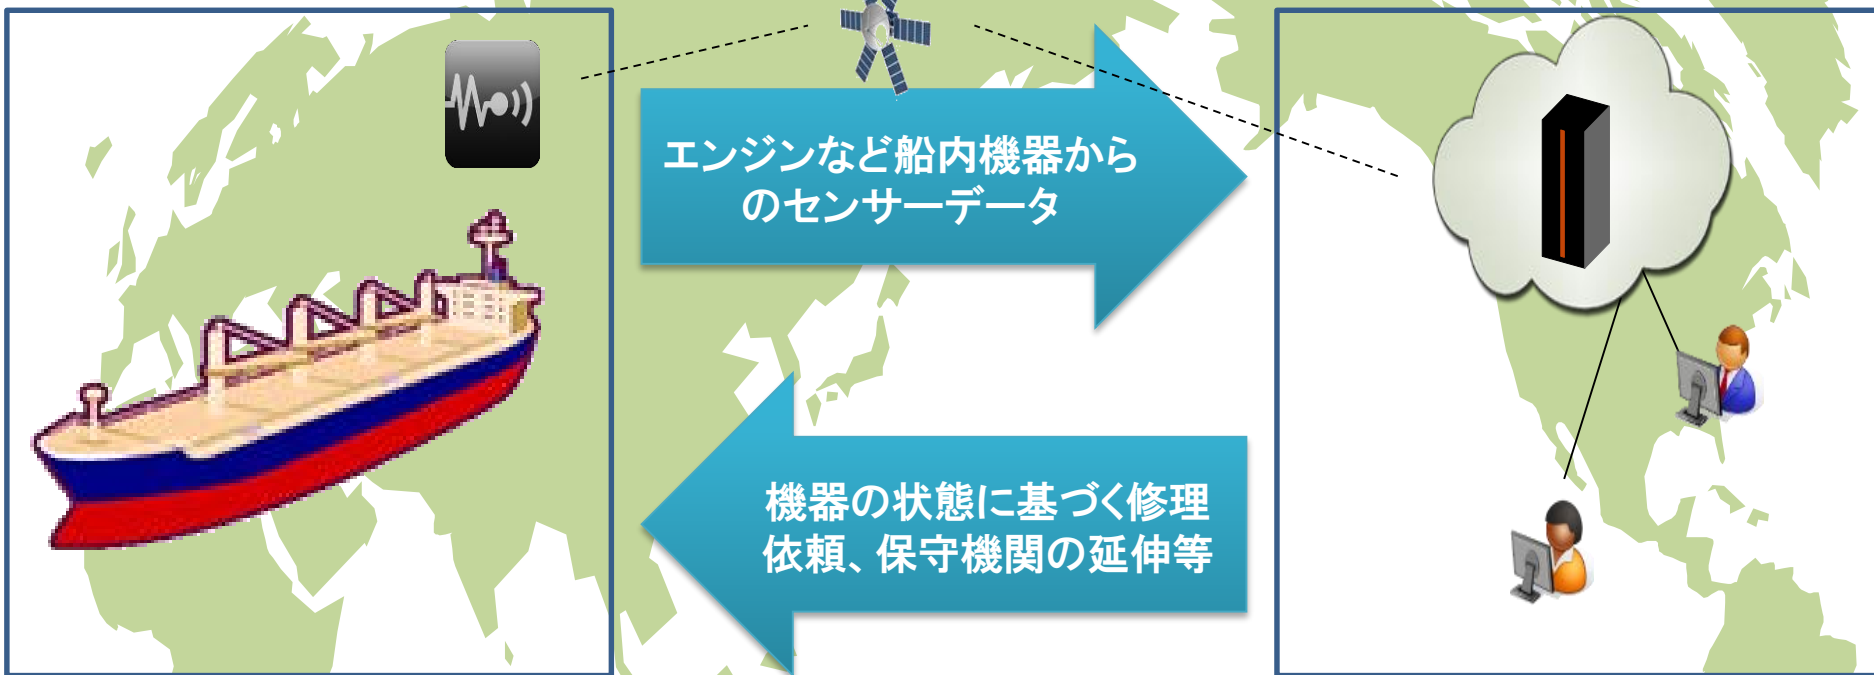 エンジンなど船内機器から
のセンサーデータ
機器の状態に基づく修理
依頼、保守機関の延伸等